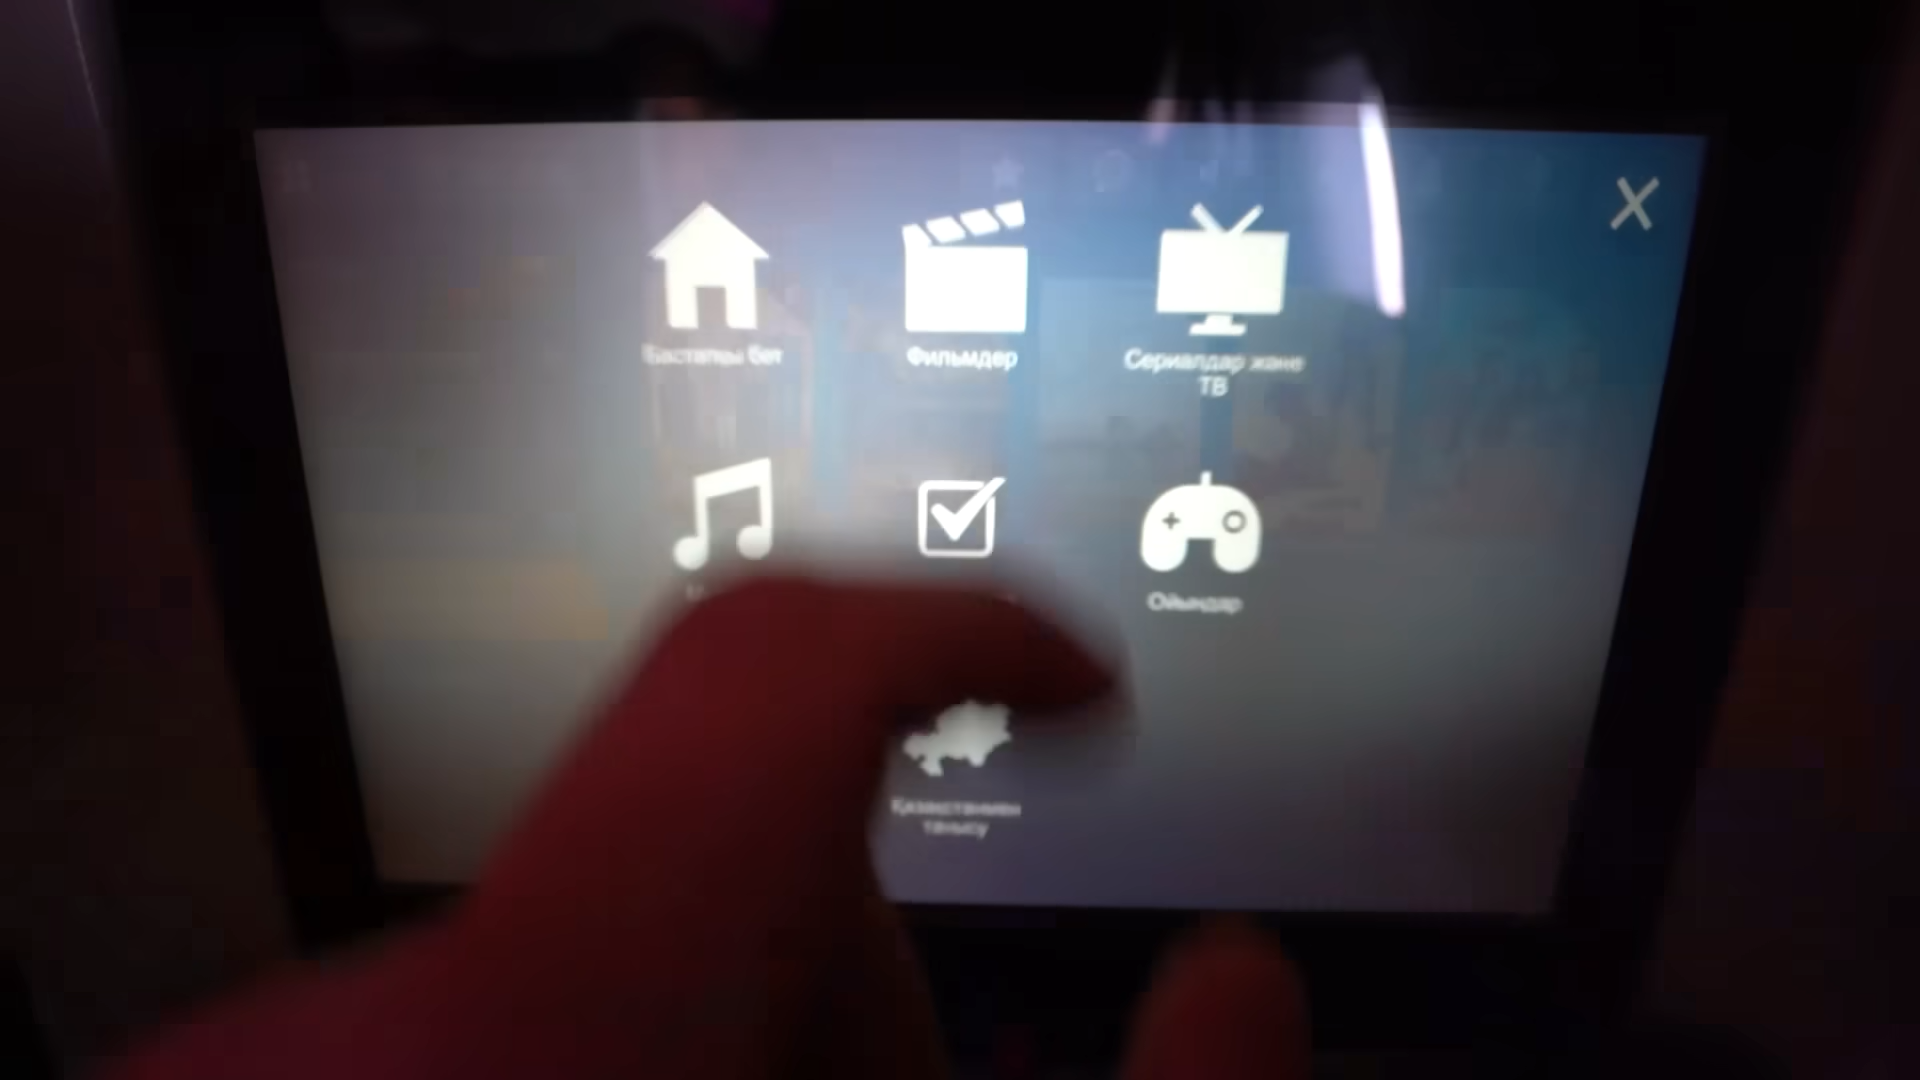 Бастапқы бет
Фильмдер
Сериалдар және
ТВ
Ойындар
Қазақстанмен
танысу